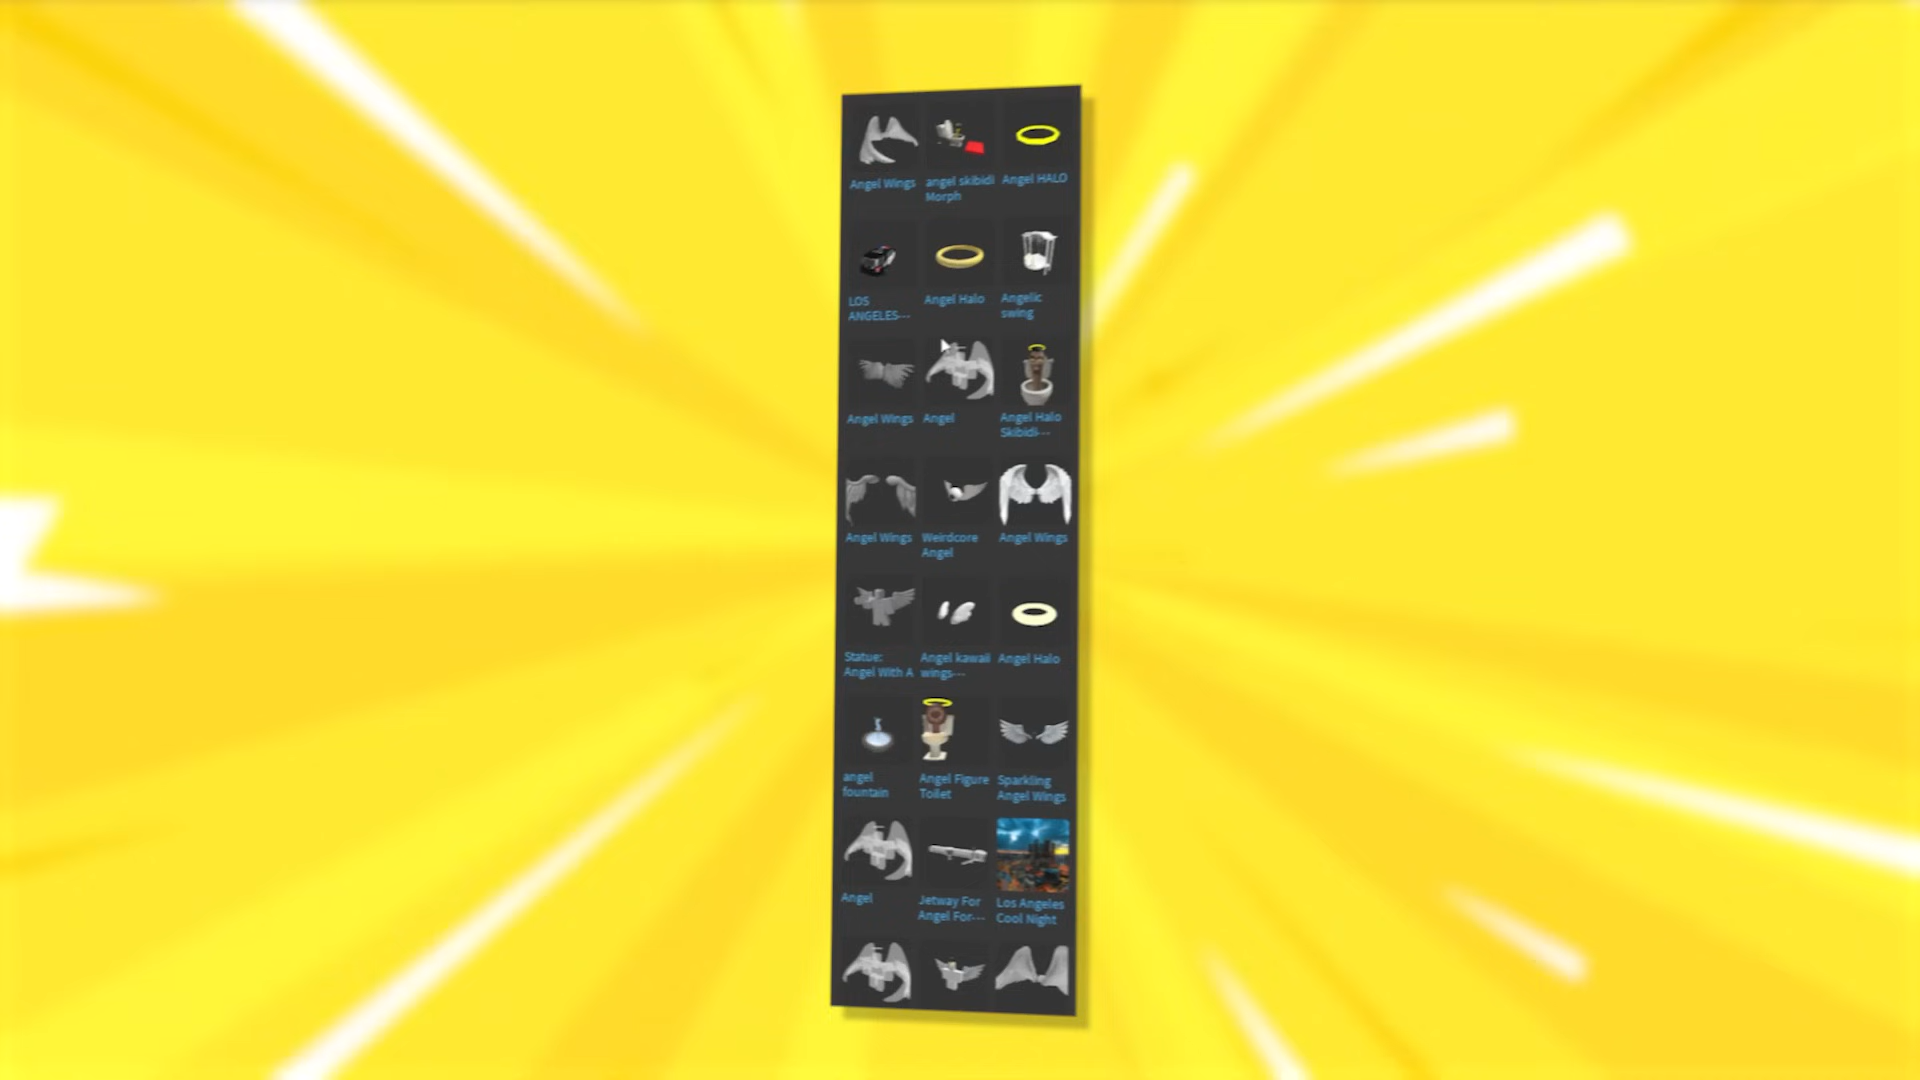 Angel Wings
angel skibidi
Morph
Angel HALO
LOS
ANGELES...
Angel Halo
Angelic
swing
Angel Wings
Angel
Angel Halo
Skibidi...
Angel Wings
Weirdcore
Angel
Angel Wings
Statue:
Angel With A
Angel kawaii
wings...
Angel Halo
angel
fountain
Angel Figure
Toilet
Sparkling
Angel Wings
Angel
Jetway For
Angel For...
Los Angeles
Cool Night